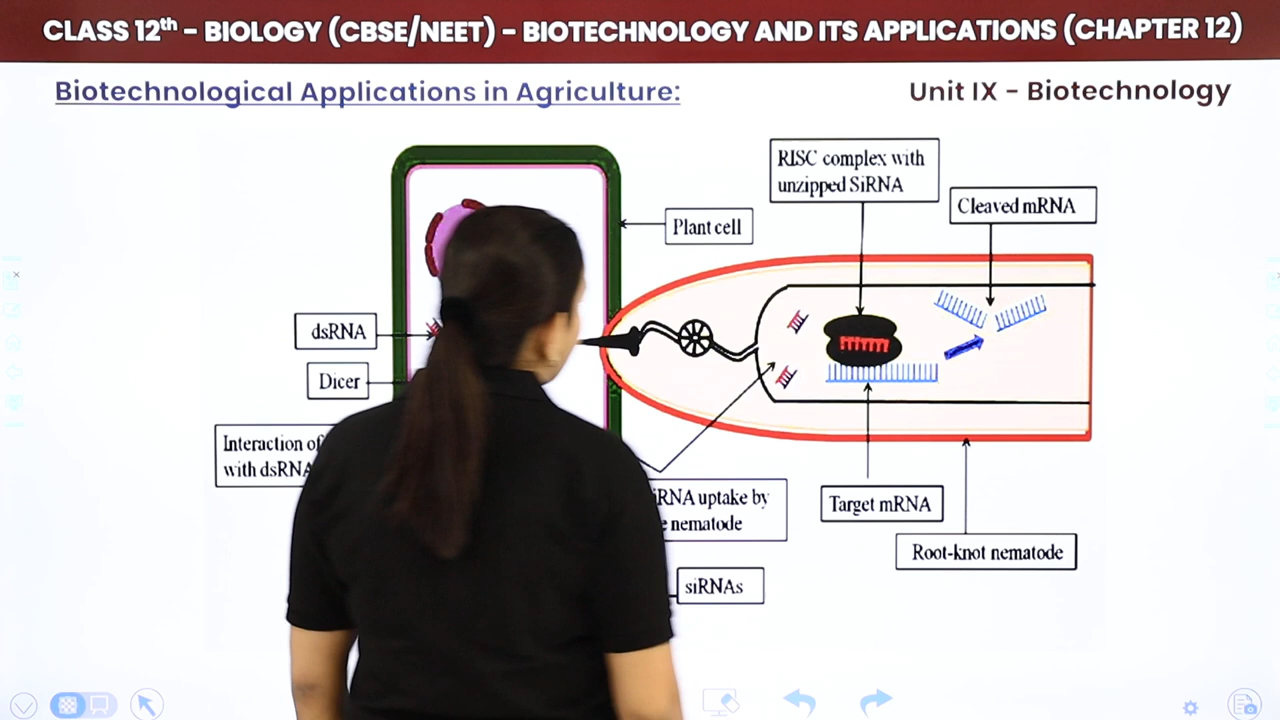 CLASS 12th - BIOLOGY (CBSE/NEET) - BIOTECHNOLOGY AND ITS APPLICATIONS (CHAPTER 12)
Biotechnological Applications in Agriculture:
Unit IX - Biotechnology
RISC complex with
unzipped SiRNA
Cleaved mRNA
Plant cell
dsRNA
Dicer
Interaction of
with dsRNA
uptake by
nematode
Target mRNA
Root-knot nematode
siRNAs